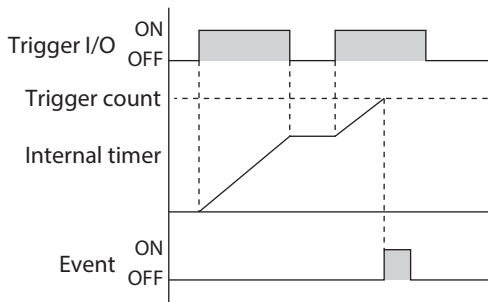 ON
Trigger I/O
OFF
Trigger count
Internal timer
ON
Event
OFF